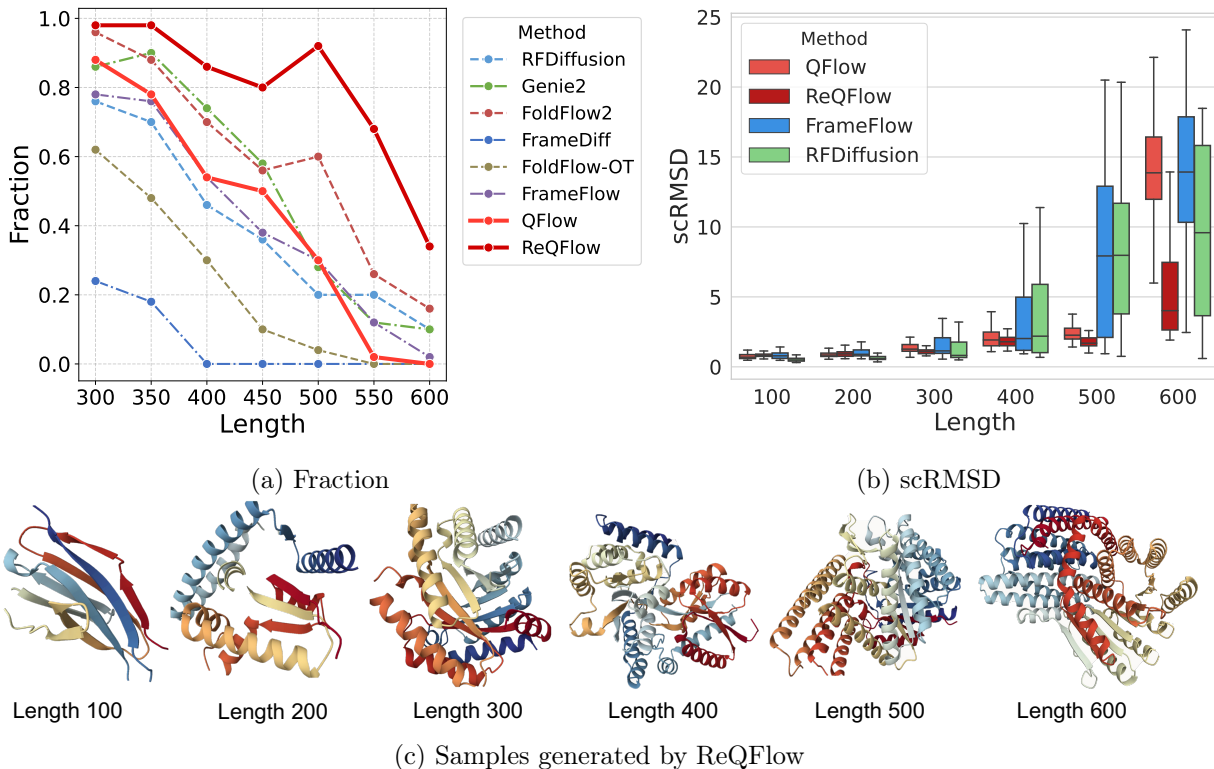 1.0
0.8
0.6
0.4
0.2
0.0
Fraction
300 350 400 450 500 550 600
Length
Method
RFDiffusion
Genie2
FoldFlow2
FrameDiff
FoldFlow-OT
FrameFlow
QFlow
ReQFlow
(a) Fraction
25
20
15
10
5
0
scRMSD
Method
QFlow
ReQFlow
FrameFlow
RFDiffusion
100 200 300 400 500 600
Length
(b) scRMSD
Length 100 Length 200 Length 300 Length 400 Length 500 Length 600
(c) Samples generated by ReQFlow